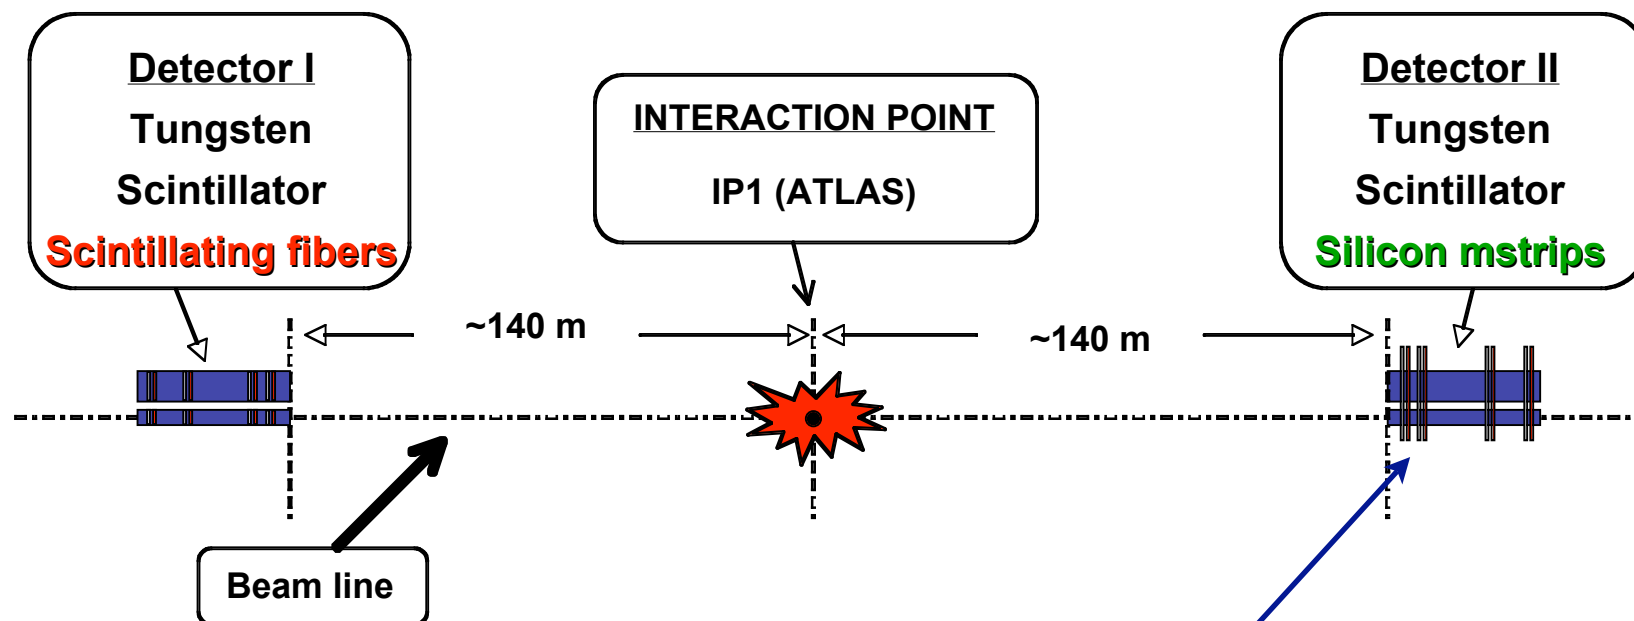 Detector I
Tungsten
Scintillator
Scintillating fibers
INTERACTION POINT
IP1 (ATLAS)
Detector II
Tungsten
Scintillator
Silicon mstrips
~140 m
~140 m
Beam line